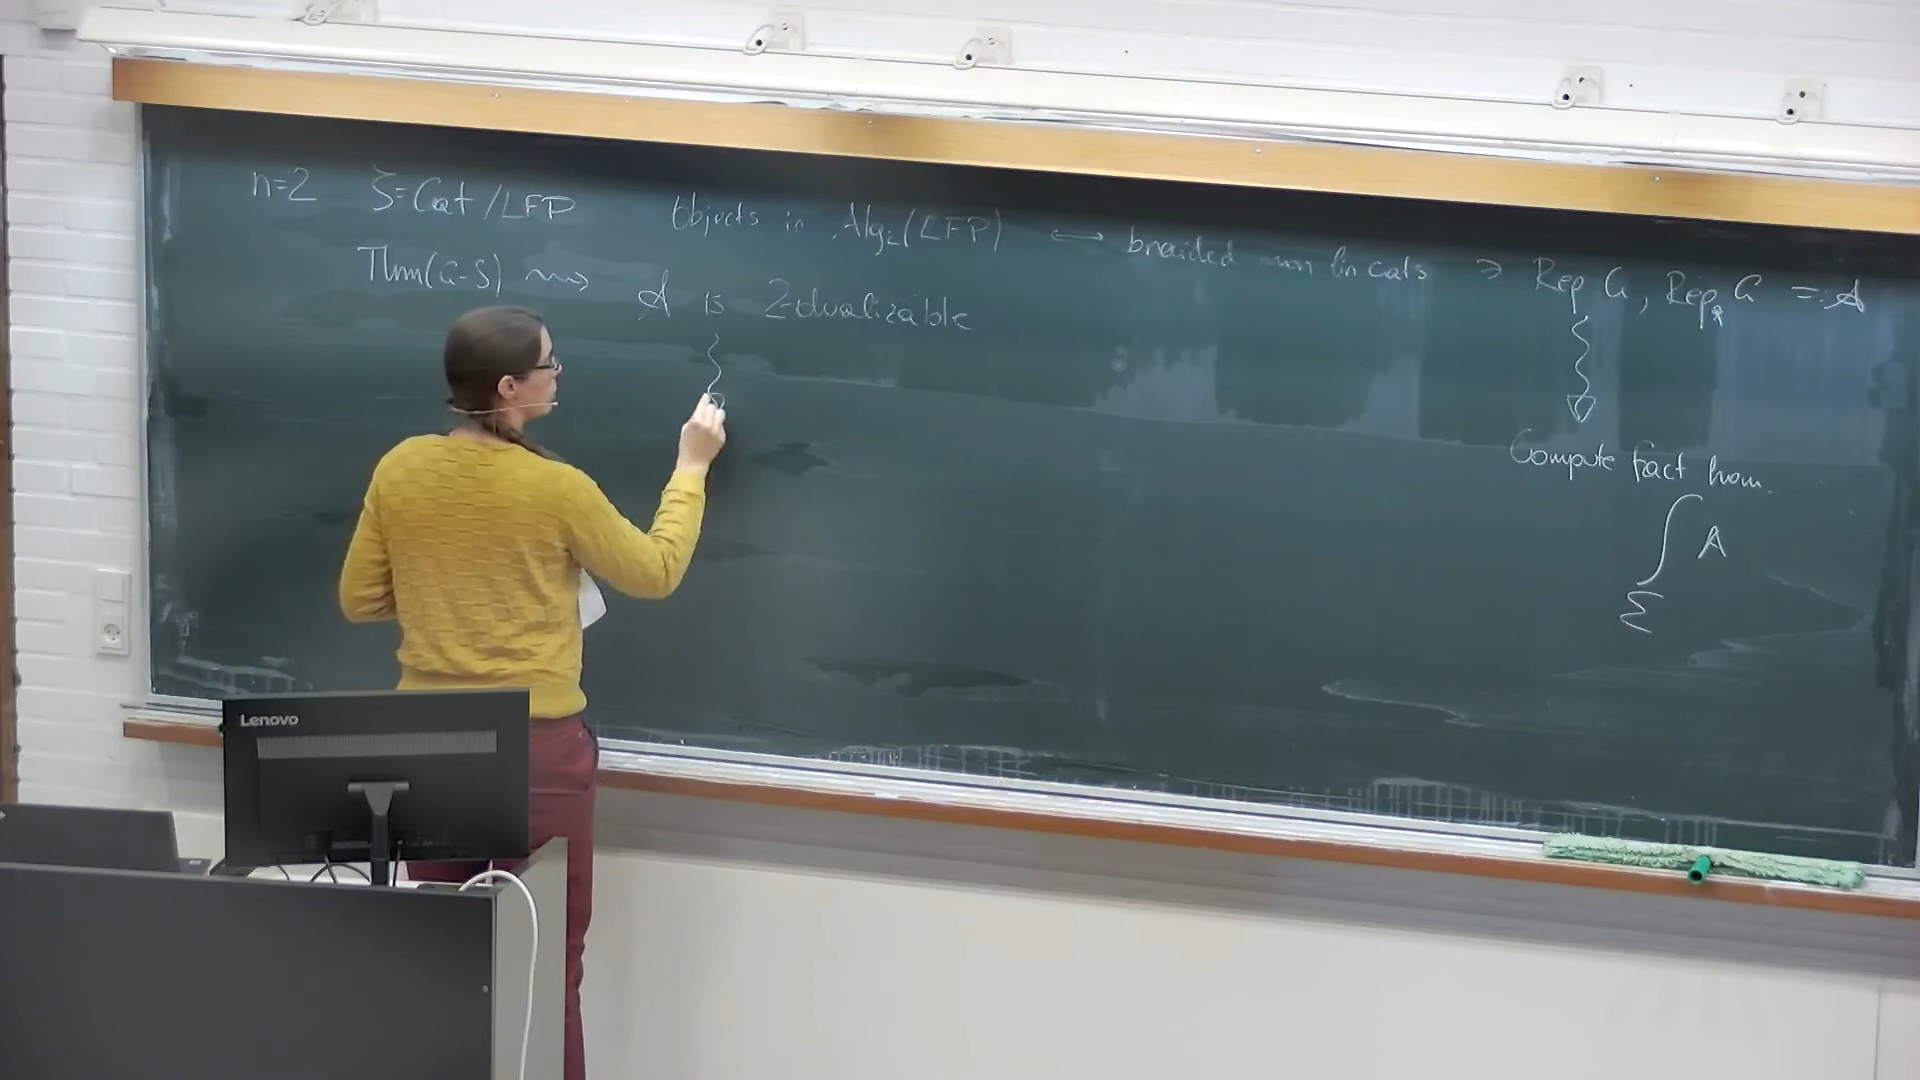 n=2 S=Cat/LFP Objects in Alg₂(LFP) ⟷ braided mon lin cats ∋ Rep G, Rep_q G =: A
Thm(G-S) ⇝ A is 2-dualizable
Compute fact hom.
∫ A
Σ
Lenovo